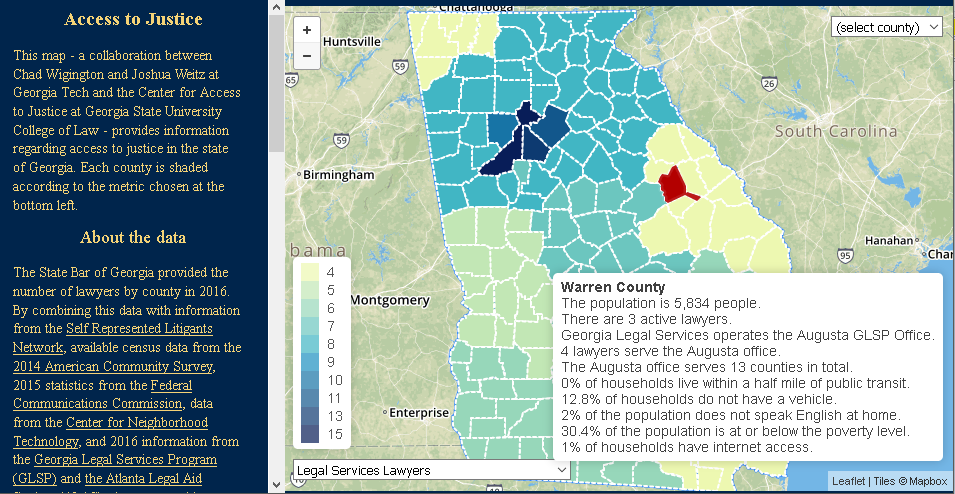 Access to Justice
This map - a collaboration between
Chad Wigington and Joshua Weitz at
Georgia Tech and the Center for Access
to Justice at Georgia State University
College of Law - provides information
regarding access to justice in the state
of Georgia. Each county is shaded
according to the metric chosen at the
bottom left.
About the data
The State Bar of Georgia provided the
number of lawyers by county in 2016.
By combining this data with information
from the Self Represented Litigants
Network, available census data from the
2014 American Community Survey,
2015 statistics from the Federal
Communications Commission, data
from the Center for Neighborhood
Technology, and 2016 information from
the Georgia Legal Services Program
(GLSP) and the Atlanta Legal Aid
+
−
Chattanooga
(select county)
Huntsville
59
65
26
South Carolina
59
Birmingham
Hanahan
95
Char
bama
4
5
6
7
8
9
10
11
13
15
Montgomery
Enterprise
Warren County
The population is 5,834 people.
There are 3 active lawyers.
Georgia Legal Services operates the Augusta GLSP Office.
4 lawyers serve the Augusta office.
The Augusta office serves 13 counties in total.
0% of households live within a half mile of public transit.
12.8% of households do not have a vehicle.
2% of the population does not speak English at home.
30.4% of the population is at or below the poverty level.
1% of households have internet access.
Legal Services Lawyers
10
Leaflet | Tiles © Mapbox